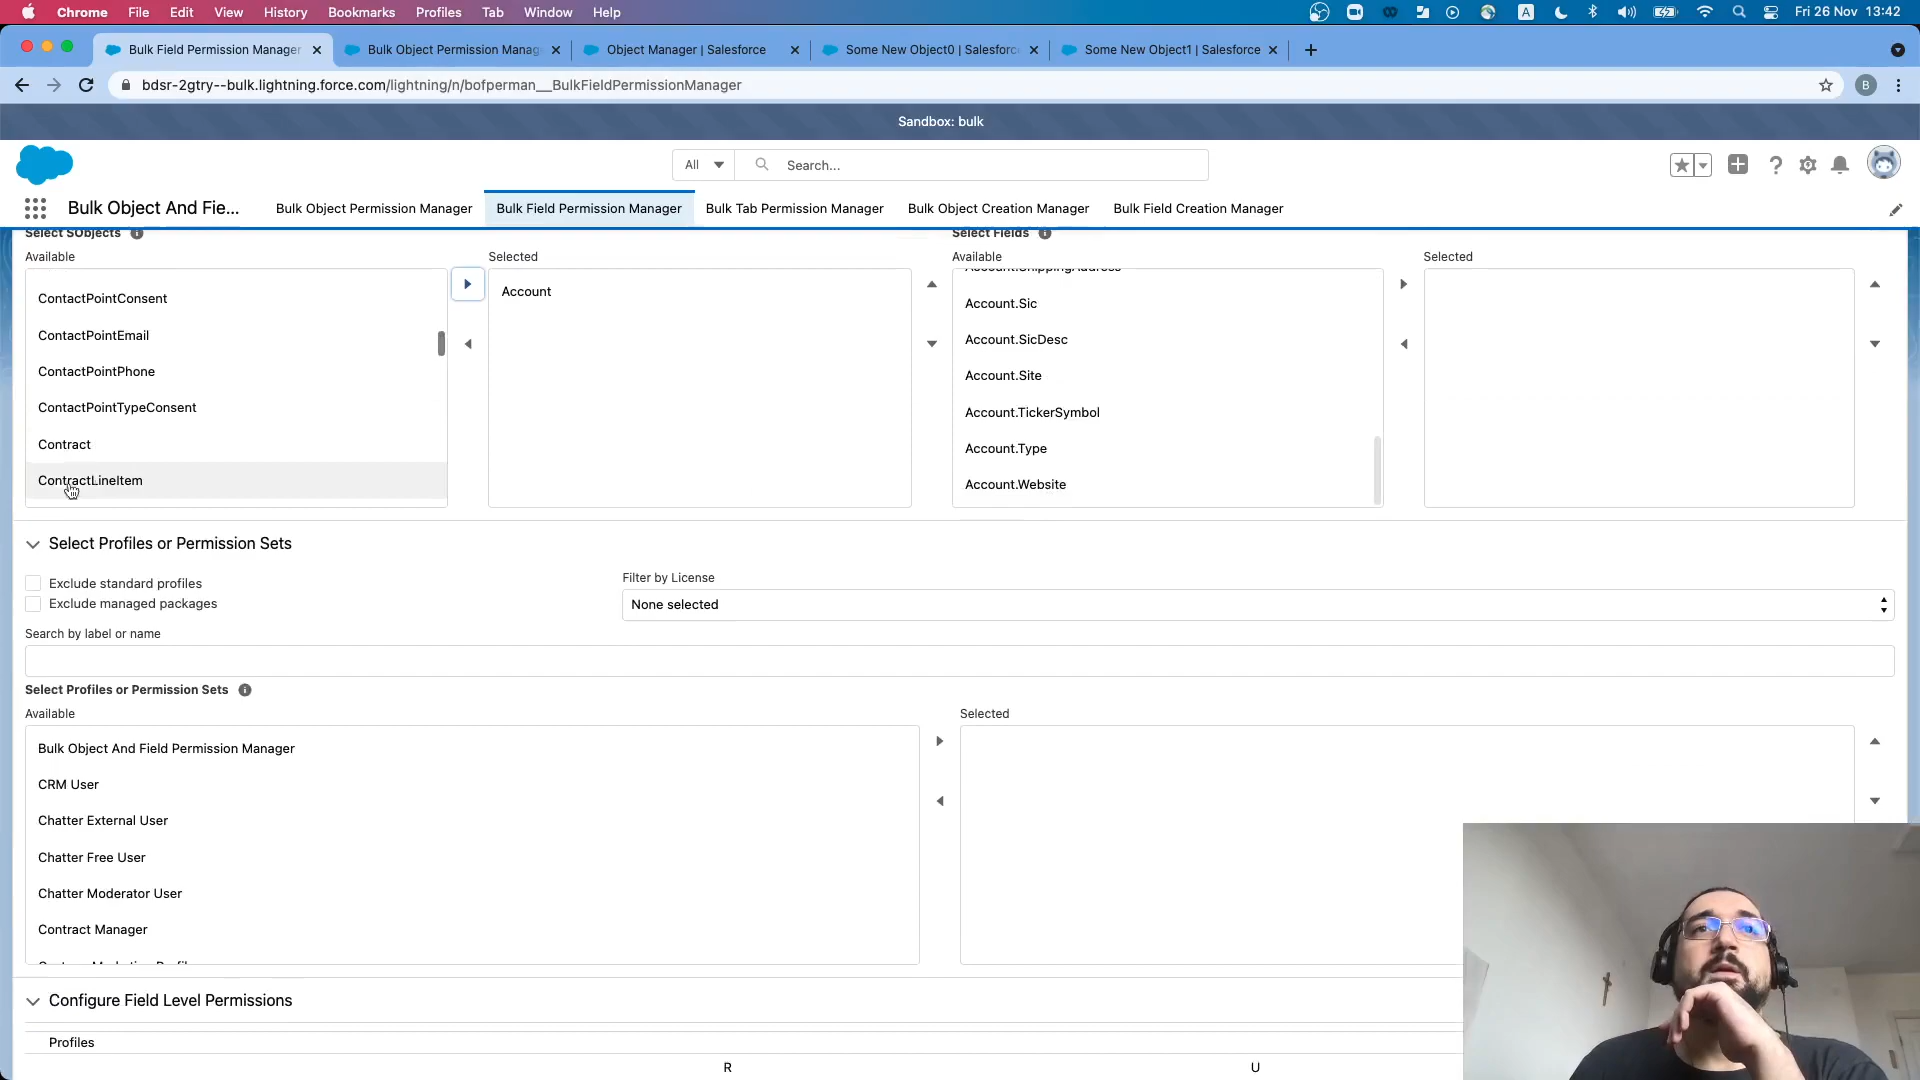 Chrome File Edit View History Bookmarks Profiles Tab Window Help
A
Fri 26 Nov 13:42
Bulk Field Permission Manager
Bulk Object Permission Manag
Object Manager | Salesforce
Some New Object0 | Salesforc
Some New Object1 | Salesforce
bdsr-2gtry--bulk.lightning.force.com/lightning/n/bofperman__BulkFieldPermissionManager
B
Sandbox: bulk
All
Search...
Bulk Object And Fie...
Bulk Object Permission Manager
Bulk Field Permission Manager
Bulk Tab Permission Manager
Bulk Object Creation Manager
Bulk Field Creation Manager
Select SObjects
Select Fields
Available
Selected
Available
Selected
ContactPointConsent
ContactPointEmail
ContactPointPhone
ContactPointTypeConsent
Contract
ContractLineItem
Account
Account.ShippingAddress
Account.Sic
Account.SicDesc
Account.Site
Account.TickerSymbol
Account.Type
Account.Website
Select Profiles or Permission Sets
Exclude standard profiles
Exclude managed packages
Filter by License
None selected
Search by label or name
Select Profiles or Permission Sets
Available
Selected
Bulk Object And Field Permission Manager
CRM User
Chatter External User
Chatter Free User
Chatter Moderator User
Contract Manager
Configure Field Level Permissions
Profiles
R
U